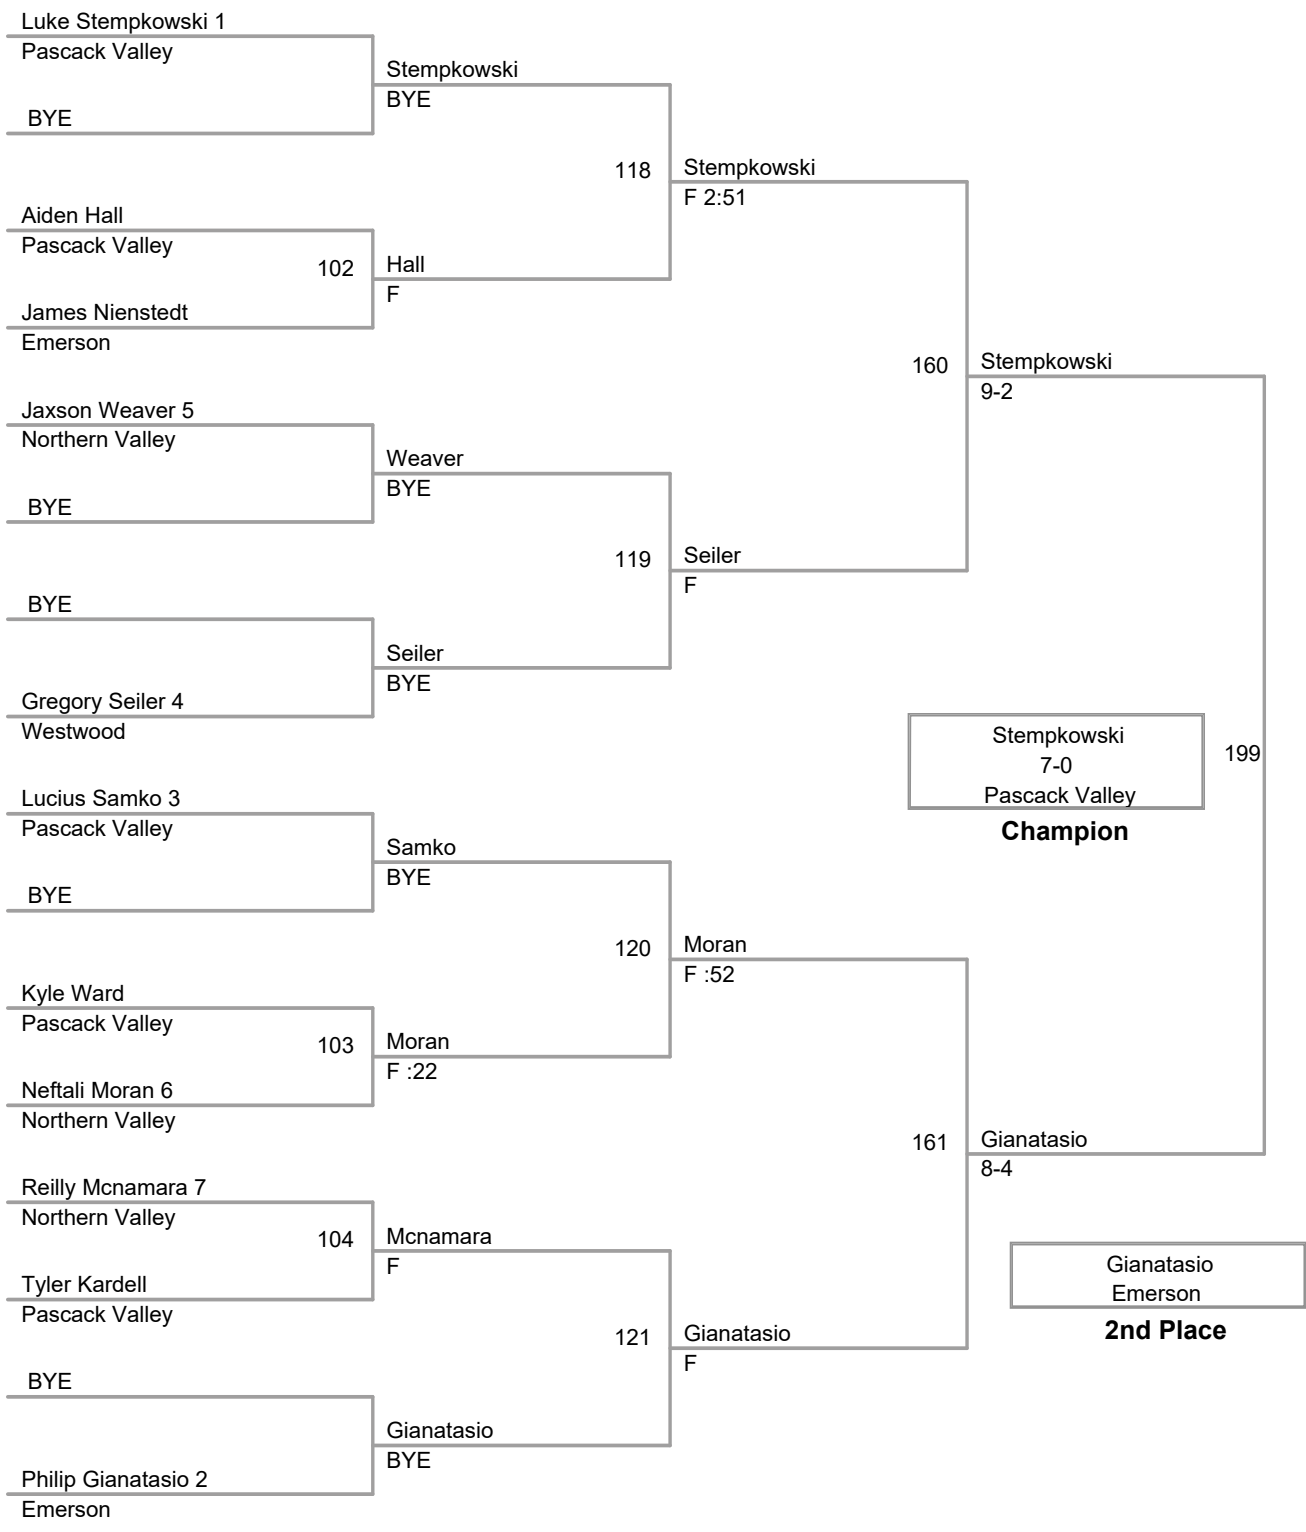 Luke Stempkowski 1
Pascack Valley
Stempkowski
BYE
BYE
118
Stempkowski
F 2:51
Aiden Hall
Pascack Valley
102
Hall
F
James Nienstedt
Emerson
160
Stempkowski
9-2
Jaxson Weaver 5
Northern Valley
Weaver
BYE
BYE
119
Seiler
F
BYE
Seiler
BYE
Gregory Seiler 4
Westwood
Stempkowski
7-0
Pascack Valley
Champion
199
Lucius Samko 3
Pascack Valley
Samko
BYE
BYE
120
Moran
F :52
Kyle Ward
Pascack Valley
103
Moran
F :22
Neftali Moran 6
Northern Valley
161
Gianatasio
8-4
Reilly Mcnamara 7
Northern Valley
104
Mcnamara
F
Tyler Kardell
Pascack Valley
Gianatasio
Emerson
2nd Place
121
Gianatasio
F
BYE
Gianatasio
BYE
Philip Gianatasio 2
Emerson